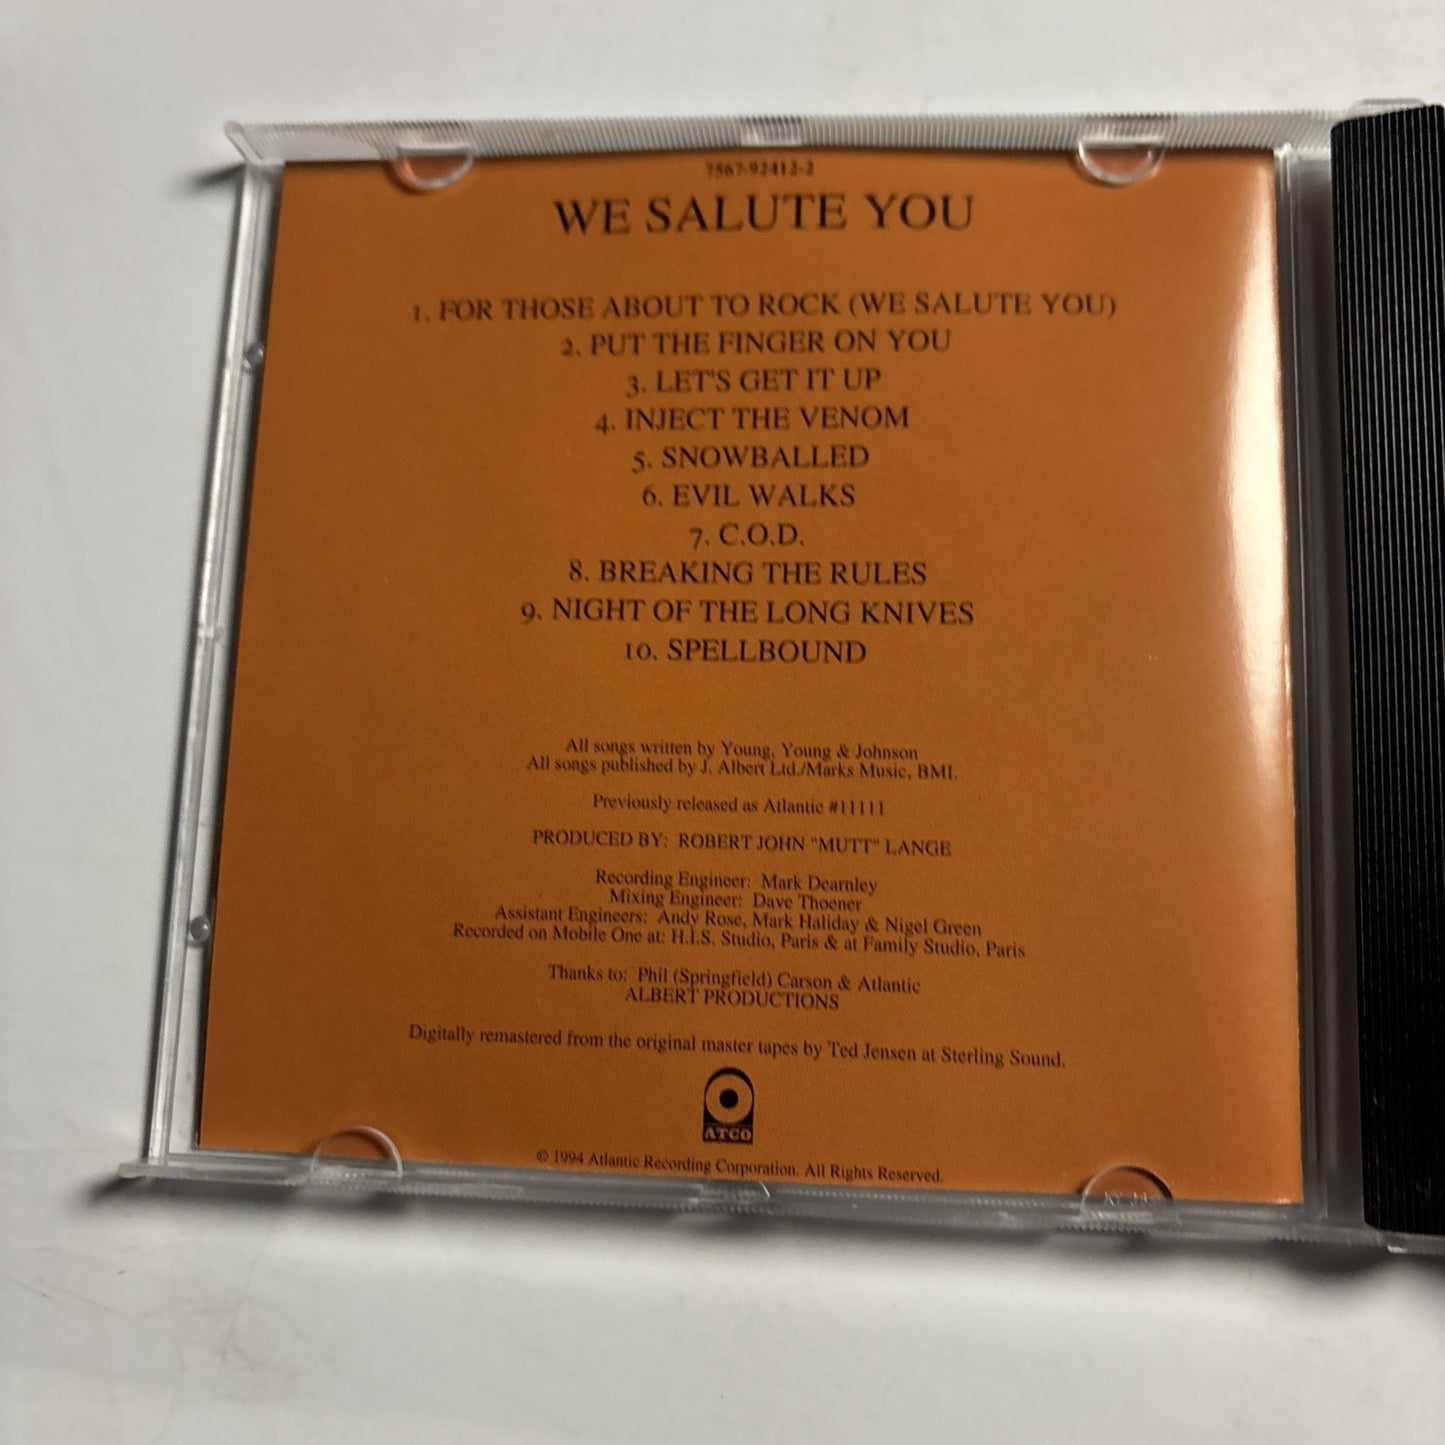 7567-92412-2
WE SALUTE YOU
1. FOR THOSE ABOUT TO ROCK (WE SALUTE YOU)
2. PUT THE FINGER ON YOU
3. LET'S GET IT UP
4. INJECT THE VENOM
5. SNOWBALLED
6. EVIL WALKS
7. C.O.D.
8. BREAKING THE RULES
9. NIGHT OF THE LONG KNIVES
10. SPELLBOUND
All songs written by Young, Young & Johnson
All songs published by J. Albert Ltd./Marks Music, BMI.
Previously released as Atlantic #11111
PRODUCED BY: ROBERT JOHN "MUTT" LANGE
Recording Engineer: Mark Dearnley
Mixing Engineer: Dave Thoener
Assistant Engineers: Andy Rose, Mark Haliday & Nigel Green
Recorded on Mobile One at: H.I.S. Studio, Paris & at Family Studio, Paris
Thanks to: Phil (Springfield) Carson & Atlantic
ALBERT PRODUCTIONS
Digitally remastered from the original master tapes by Ted Jensen at Sterling Sound.
ATCO
© 1994 Atlantic Recording Corporation. All Rights Reserved.